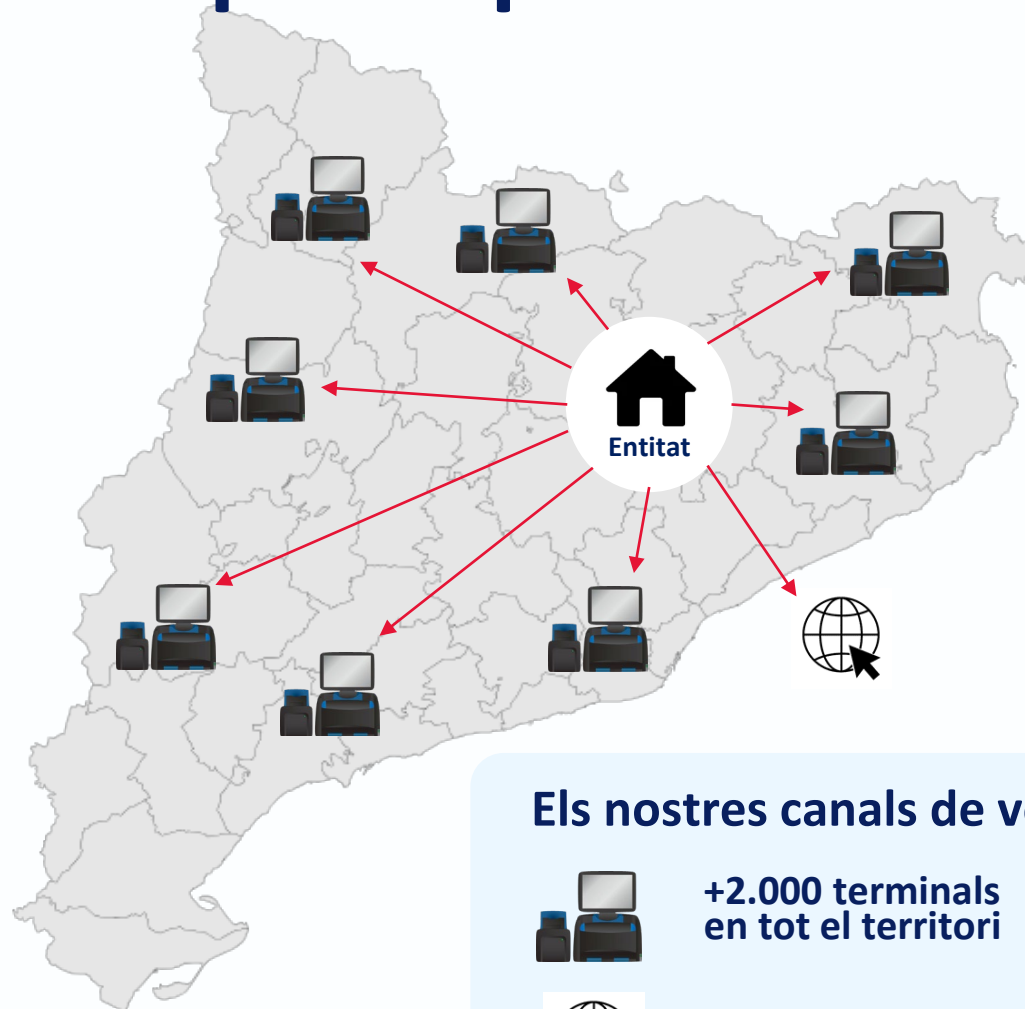 Entitat
Els nostres canals de
+2.000 terminals
en tot el territori